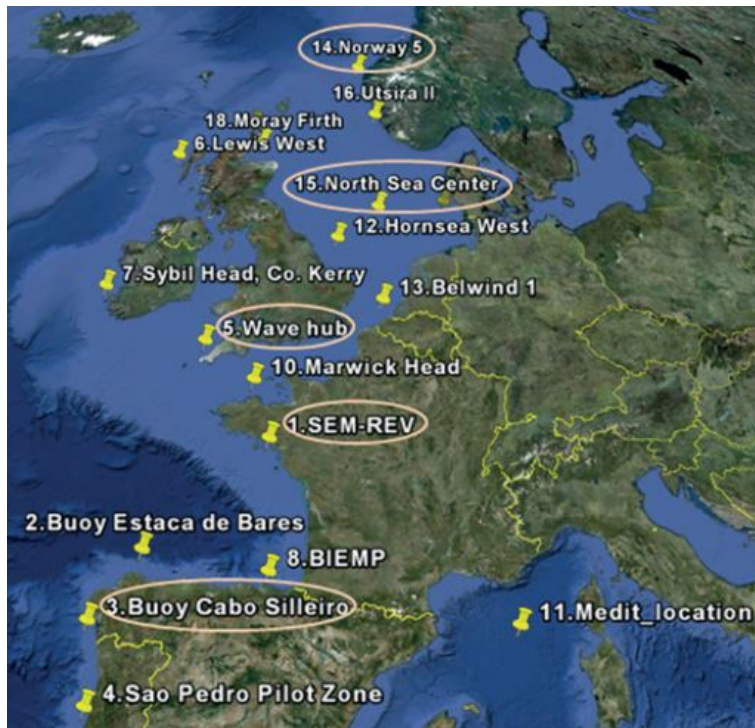 14.Norway 5
16.Utsira II
18.Moray Firth
6.Lewis West
15.North Sea Center
12.Hornsea West
7.Sybil Head, Co. Kerry
13.Belwind 1
5.Wave hub
10.Marwick Head
1.SEM-REV
2.Buoy Estaca de Bares
8.BIEMP
3.Buoy Cabo Silleiro
11.Medit_location
4.Sao Pedro Pilot Zone